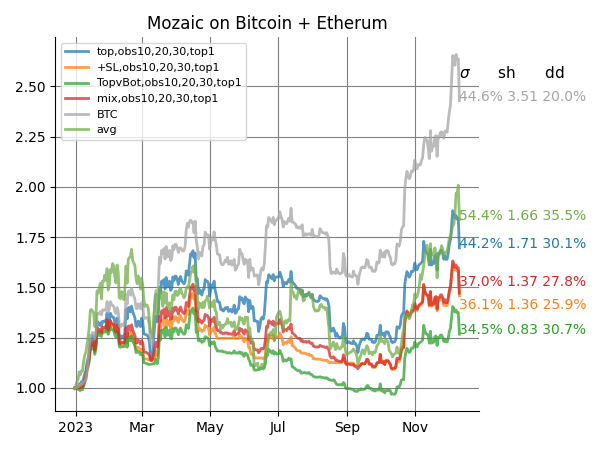 Mozaic on Bitcoin + Etherum
top,obs10,20,30,top1
+SL,obs10,20,30,top1
TopvBot,obs10,20,30,top1
mix,obs10,20,30,top1
BTC
avg
σ sh dd
44.6% 3.51 20.0%
54.4% 1.66 35.5%
44.2% 1.71 30.1%
37.0% 1.37 27.8%
36.1% 1.36 25.9%
34.5% 0.83 30.7%
2.50
2.25
2.00
1.75
1.50
1.25
1.00
2023 Mar May Jul Sep Nov